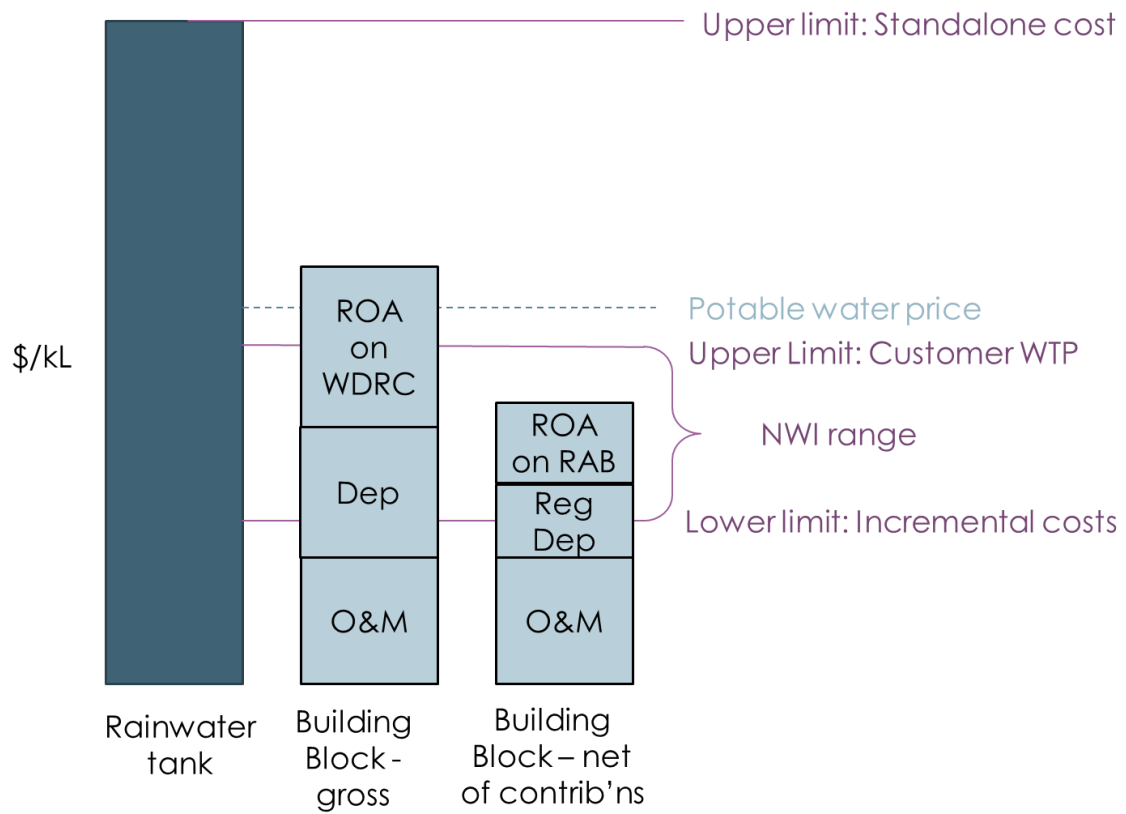 Upper limit: Standalone cost
Potable water price
Upper Limit: Customer WTP
NWI range
Lower limit: Incremental costs
$/kL
ROA
on
WDRC
Dep
O&M
ROA
on RAB
Reg
Dep
O&M
Rainwater
tank
Building
Block -
gross
Building
Block – net
of contrib'ns